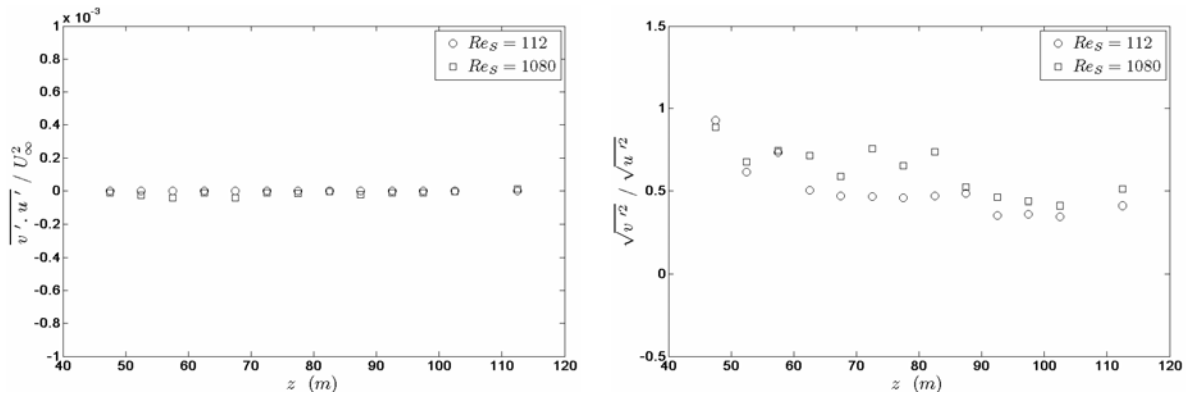 1 x 10⁻³
0.8
0.6
0.4
0.2
0
-0.2
-0.4
-0.6
-0.8
-1
40 50 60 70 80 90 100 110 120
z (m)
v′. u′ / U∞²
Re_S = 112
Re_S = 1080
1.5
1
0.5
0
-0.5
40 50 60 70 80 90 100 110 120
z (m)
√v′² / √u′²
Re_S = 112
Re_S = 1080